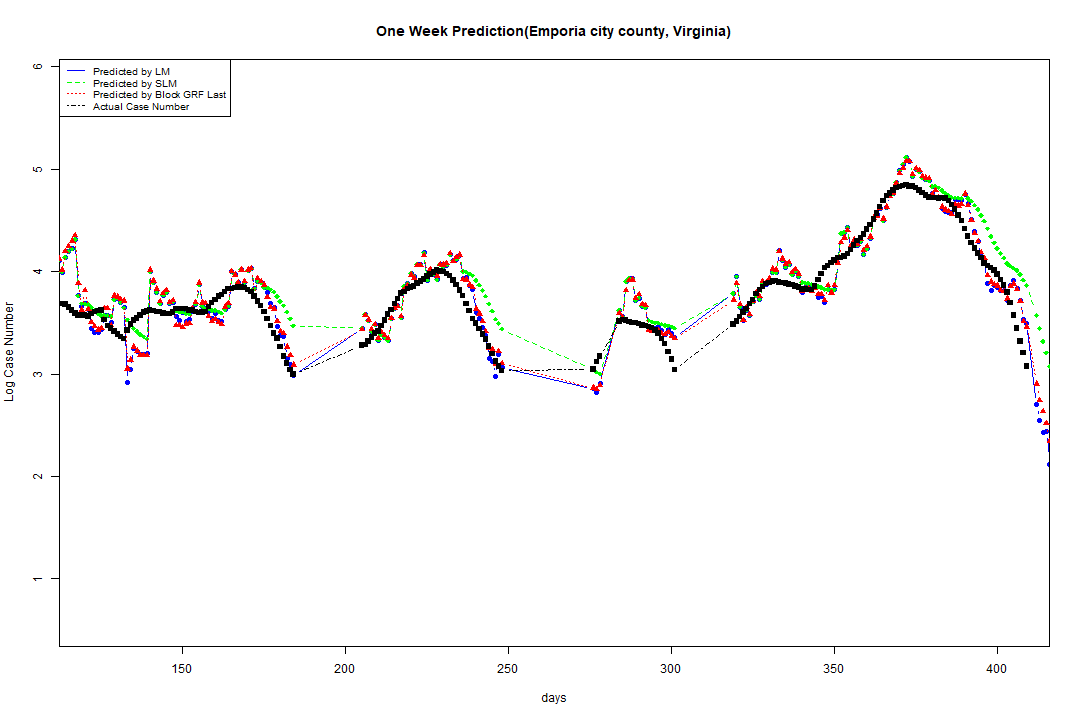 One Week Prediction(Emporia city county, Virginia)
Predicted by LM
Predicted by SLM
Predicted by Block GRF Last
Actual Case Number
Log Case Number
6
5
4
3
2
1
150
200
250
300
350
400
days